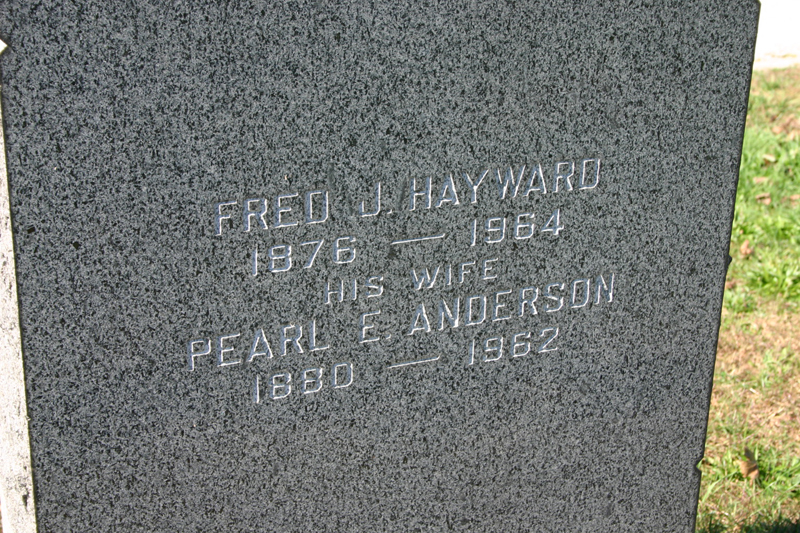 FRED J. HAYWARD
1876 — 1964
HIS WIFE
PEARL E. ANDERSON
1880 — 1962